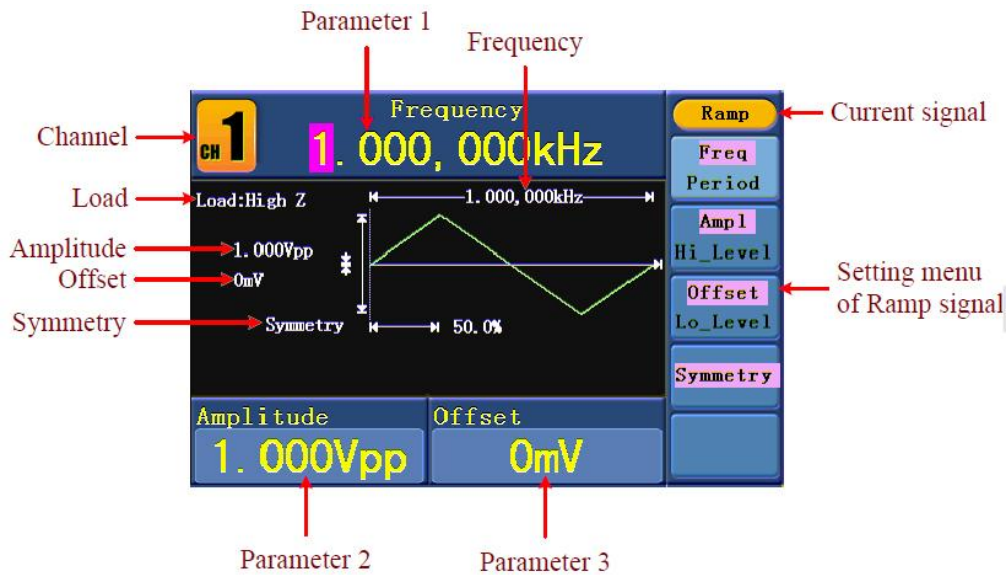 Parameter 1
Frequency
Channel
CH 1
Frequency
1.000,000kHz
Ramp
Current signal
Freq
Period
Load
Load:High Z
1.000,000kHz
Ampl
Hi_Level
Amplitude
1.000Vpp
Offset
0mV
Offset
Lo_Level
Setting menu
of Ramp signal
Symmetry
Symmetry
50.0%
Symmetry
Amplitude
1.000Vpp
Offset
0mV
Parameter 2
Parameter 3